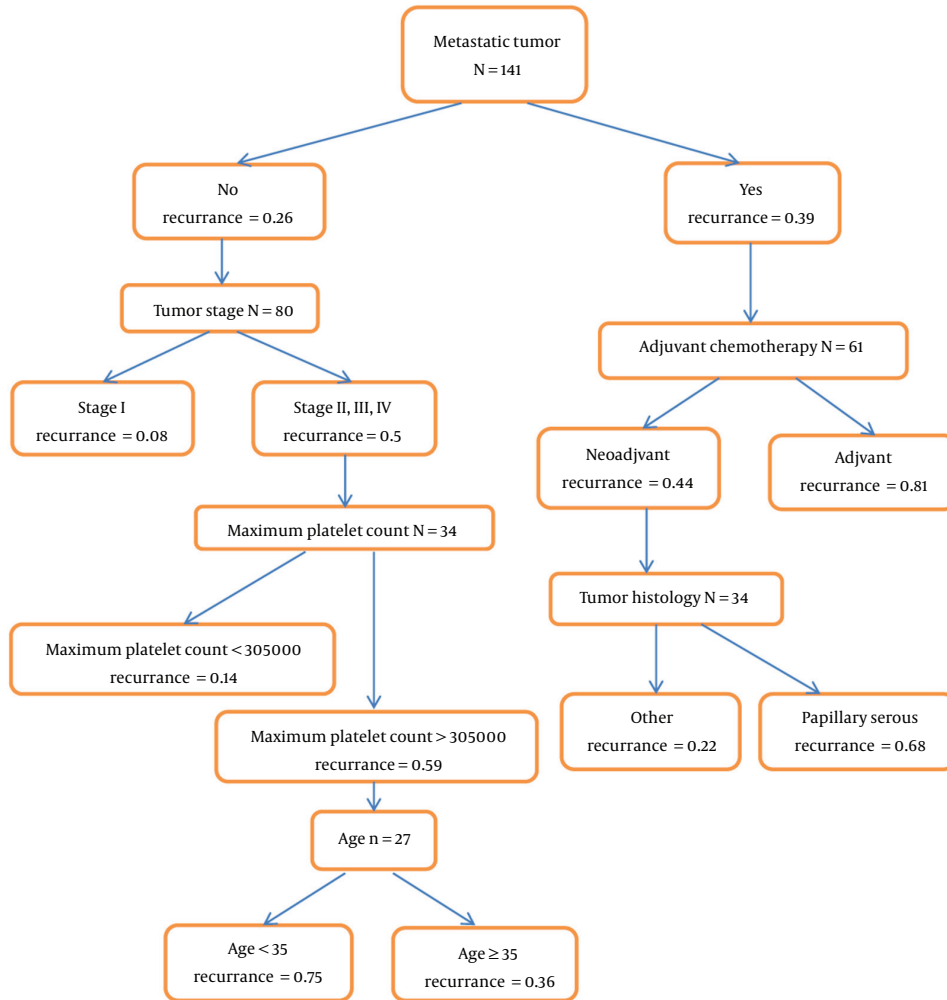 Metastatic tumor
N = 141
No
recurrance = 0.26
Yes
recurrance = 0.39
Tumor stage N = 80
Adjuvant chemotherapy N = 61
Stage I
recurrance = 0.08
Stage II, III, IV
recurrance = 0.5
Neoadjvant
recurrance = 0.44
Adjvant
recurrance = 0.81
Maximum platelet count N = 34
Tumor histology N = 34
Maximum platelet count < 305000
recurrance = 0.14
Other
recurrance = 0.22
Papillary serous
recurrance = 0.68
Maximum platelet count > 305000
recurrance = 0.59
Age n = 27
Age < 35
recurrance = 0.75
Age ≥ 35
recurrance = 0.36